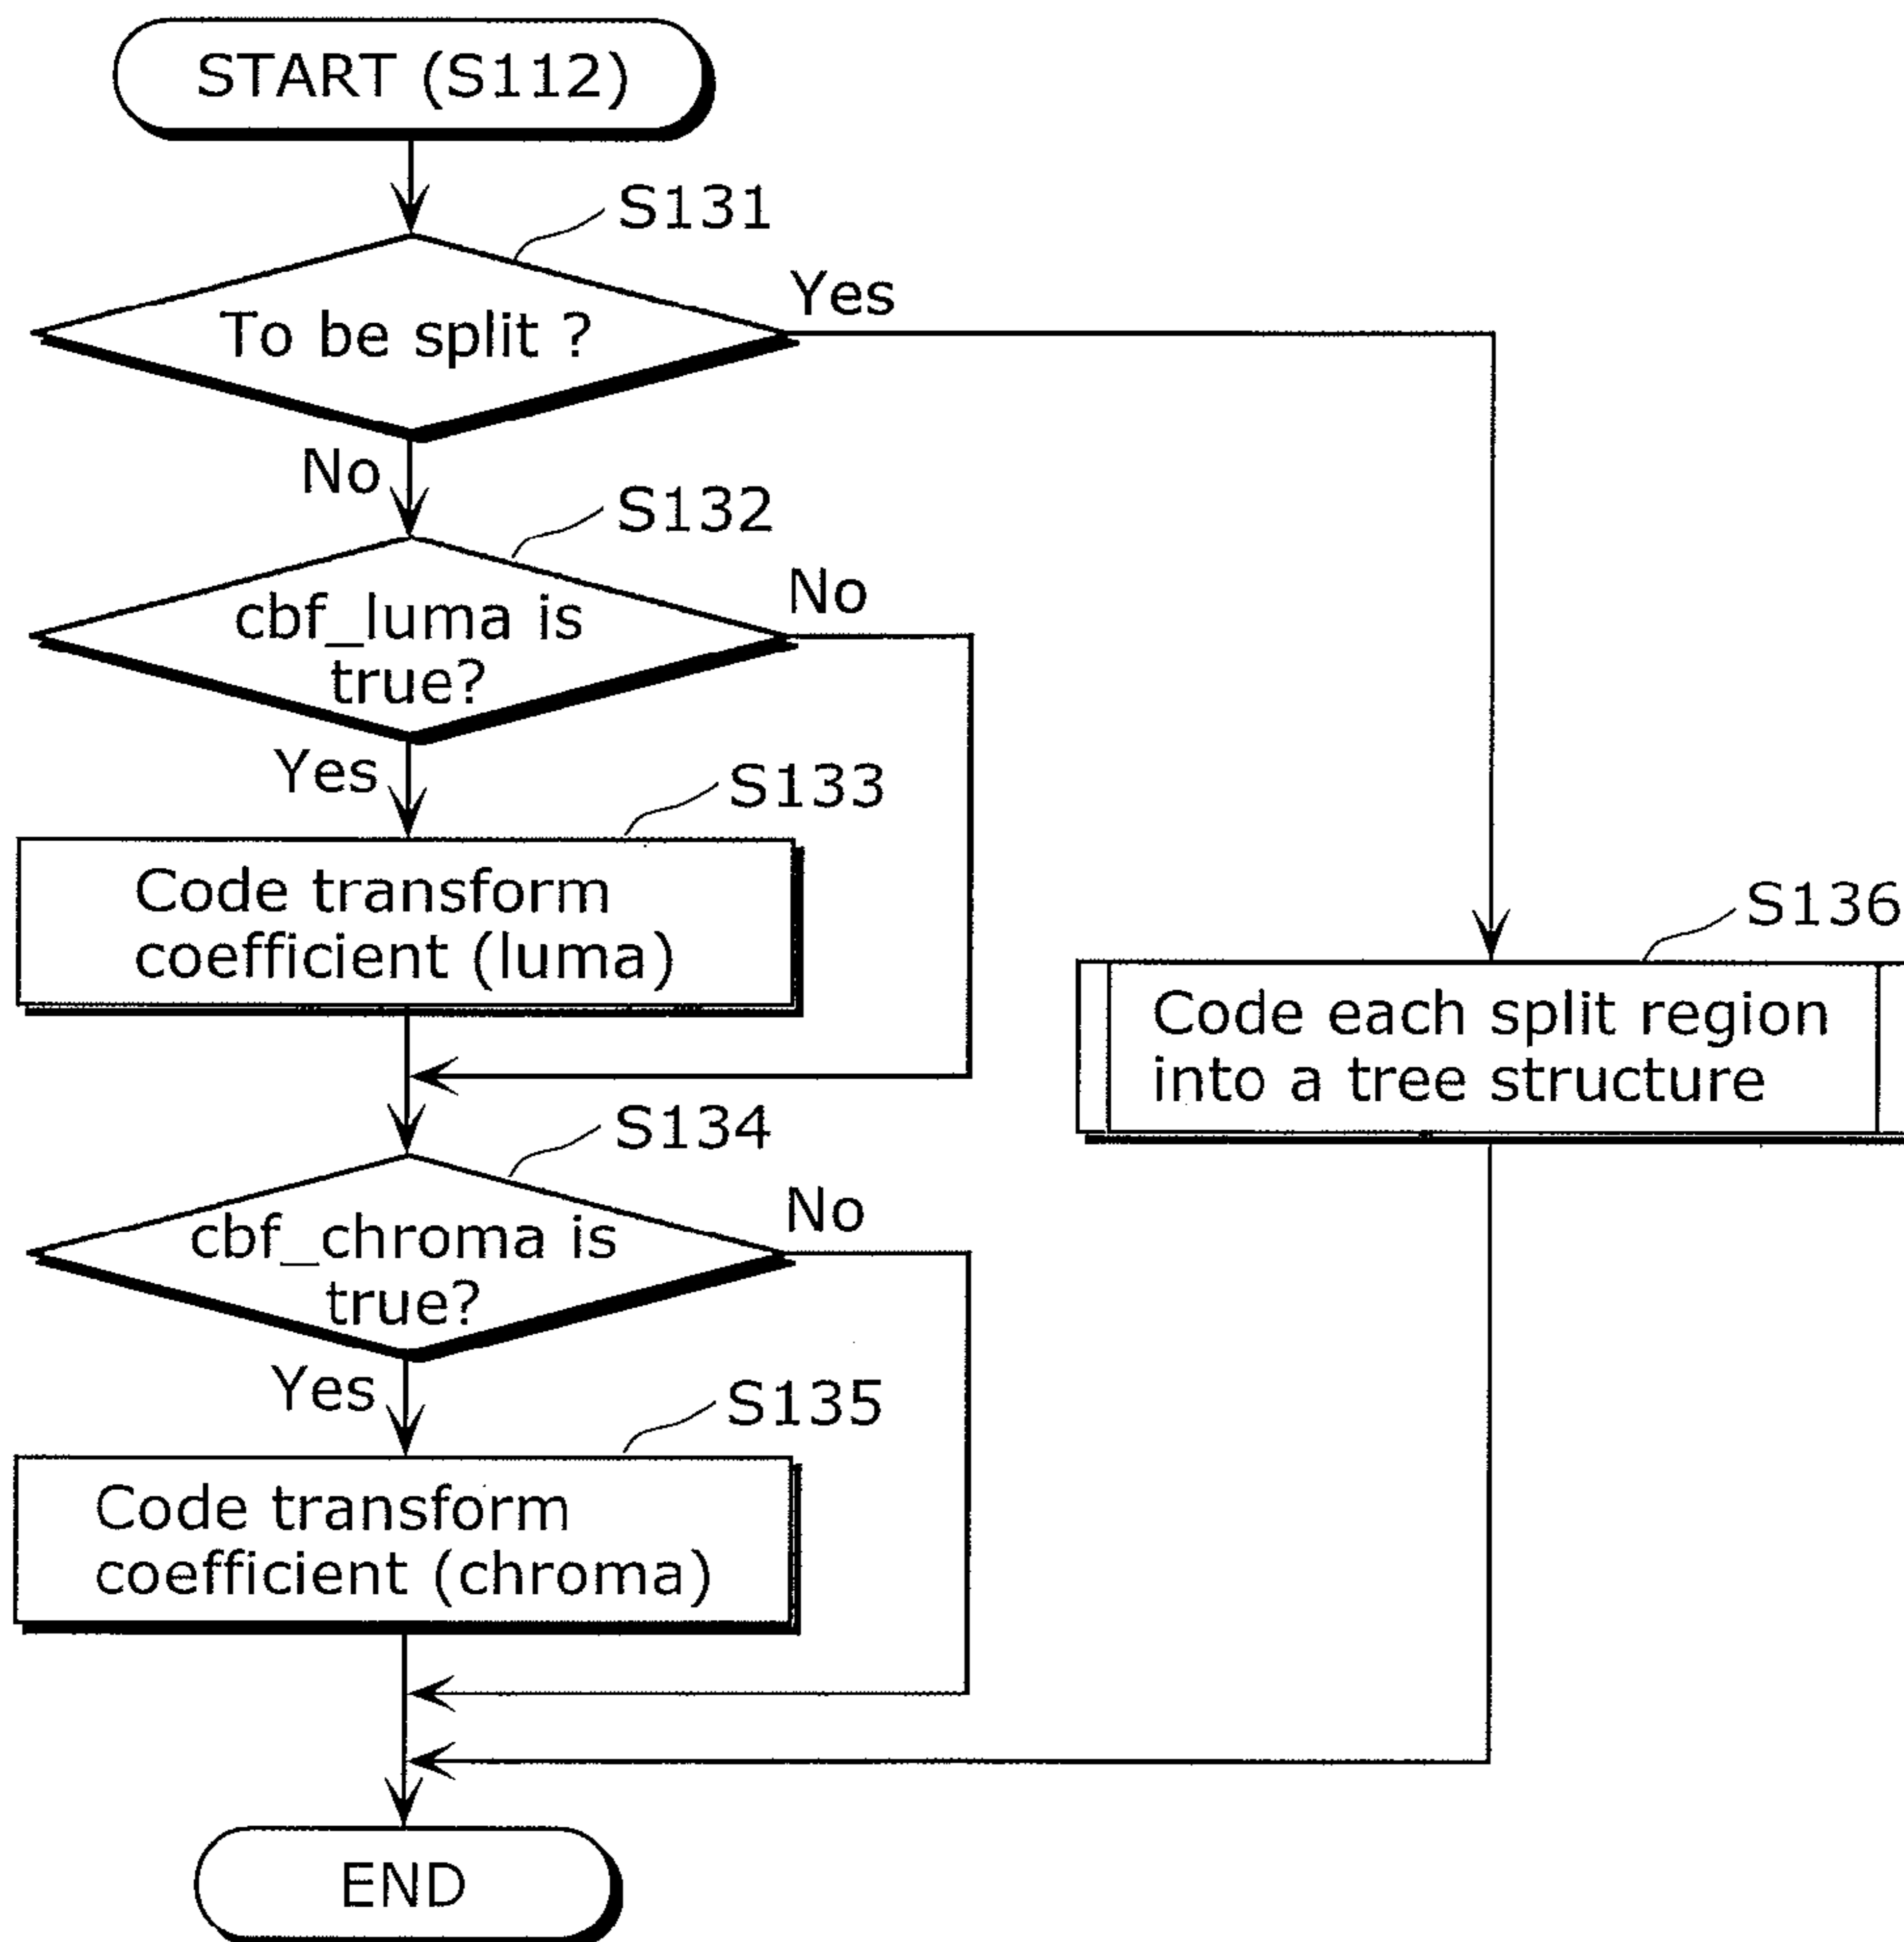 START (S112)
S131
Yes
To be split ?
No
S132
No
cbf_luma is
true?
Yes
S133
Code transform
coefficient (luma)
S136
Code each split region
into a tree structure
S134
No
cbf_chroma is
true?
Yes
S135
Code transform
coefficient (chroma)
END